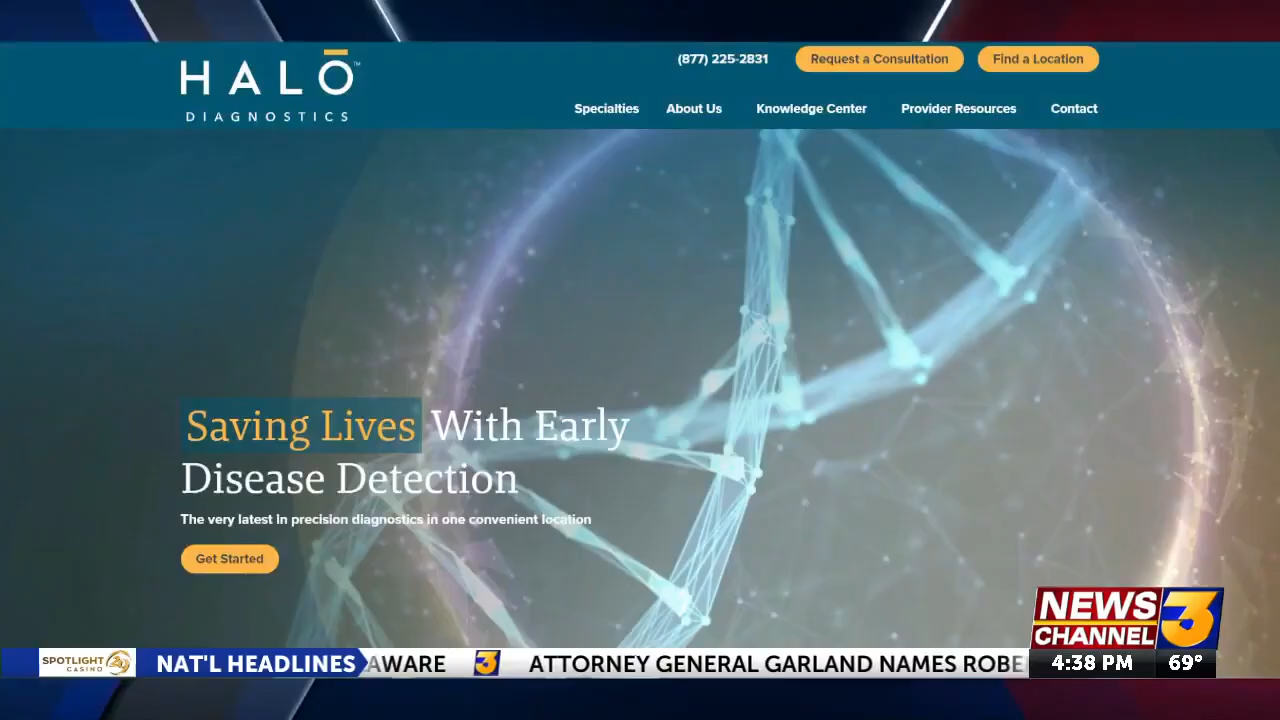 HALŌ™
DIAGNOSTICS
(877) 225-2831
Request a Consultation
Find a Location
Specialties
About Us
Knowledge Center
Provider Resources
Contact
Saving Lives With Early
Disease Detection
The very latest in precision diagnostics in one convenient location
Get Started
NEWS
CHANNEL 3
SPOTLIGHT 29
CASINO
NAT'L HEADLINES
AWARE 3 ATTORNEY GENERAL GARLAND NAMES ROBE
4:38 PM 69°